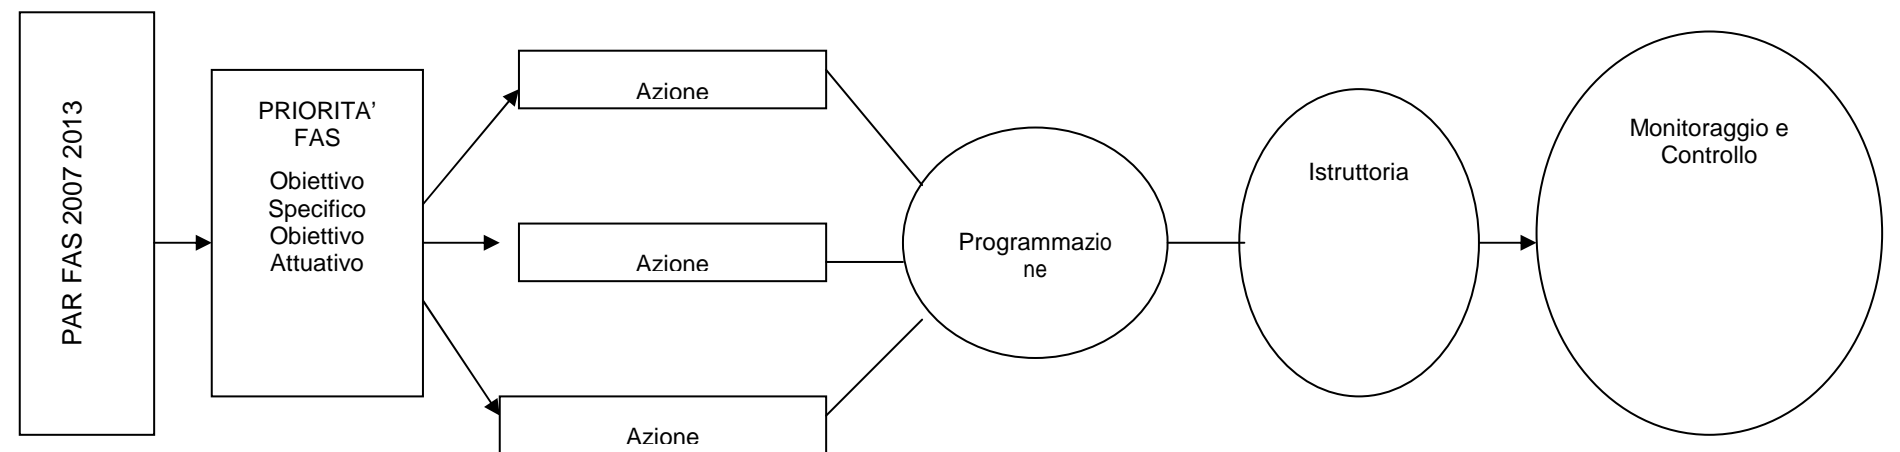 PAR FAS 2007 2013
PRIORITA'
FAS
Obiettivo
Specifico
Obiettivo
Attuativo
Azione
Azione
Azione
Programmazio
ne
Istruttoria
Monitoraggio e
Controllo